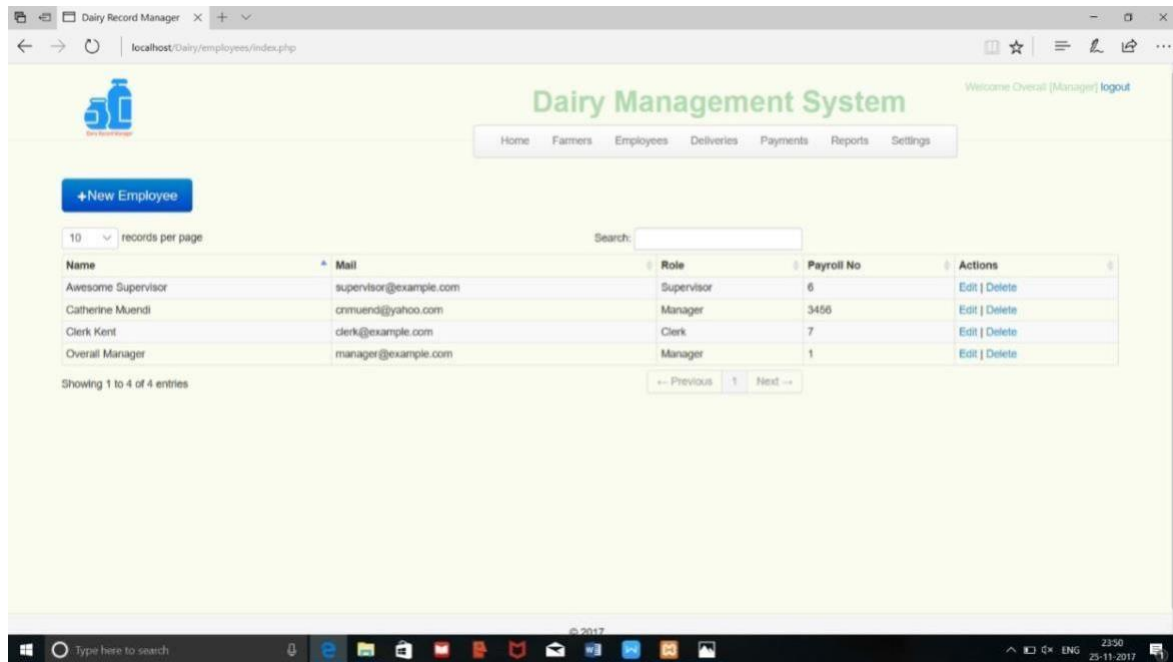 Dairy Record Manager
localhost/Dairy/employees/index.php
Dairy Record Manager
Dairy Management System
Welcome Overall [Manager] logout
Home Farmers Employees Deliveries Payments Reports Settings
+New Employee
10 records per page Search:
Name Mail Role Payroll No Actions
Awesome Supervisor supervisor@example.com Supervisor 6 Edit | Delete
Catherine Muendi cnmuend@yahoo.com Manager 3456 Edit | Delete
Clerk Kent clerk@example.com Clerk 7 Edit | Delete
Overall Manager manager@example.com Manager 1 Edit | Delete
Showing 1 to 4 of 4 entries ← Previous 1 Next →
© 2017
Type here to search ENG 23:50
25-11-2017